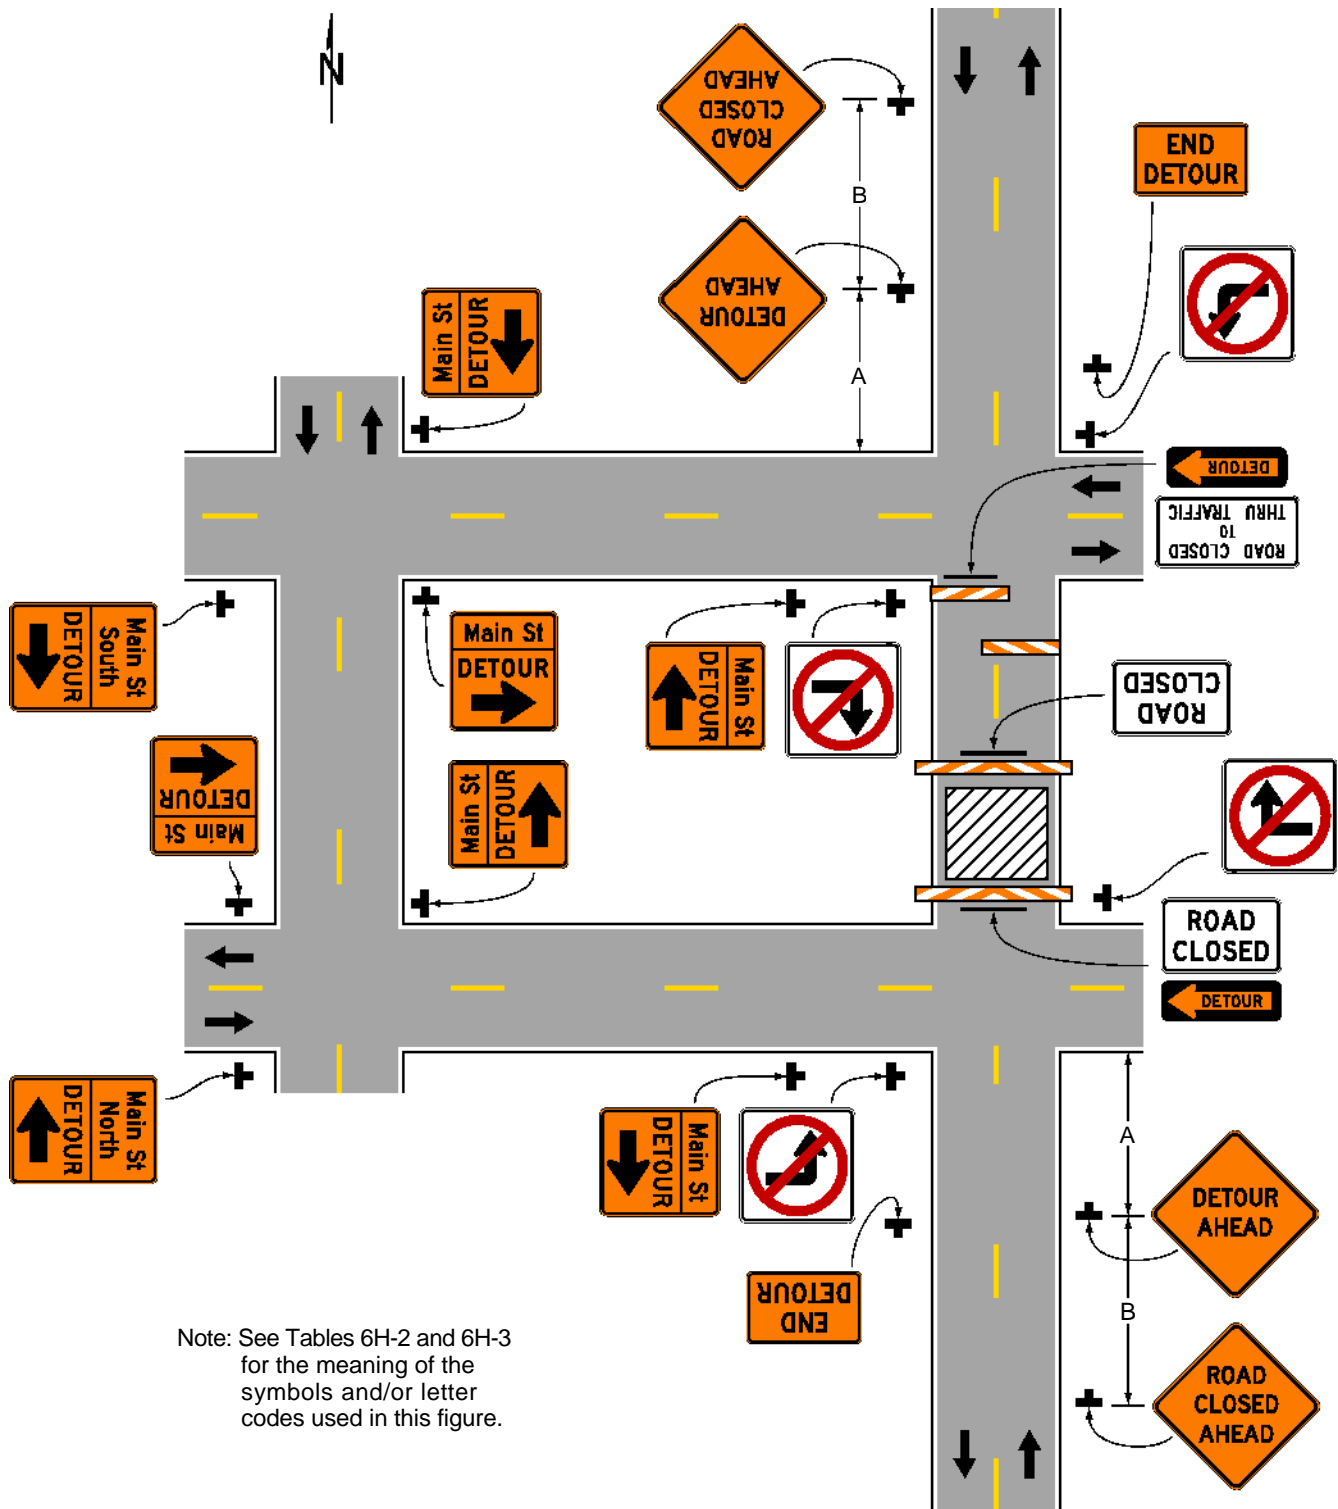 N
ROAD
CLOSED
AHEAD
B
DETOUR
AHEAD
A
END
DETOUR
Main St
DETOUR
DETOUR
ROAD CLOSED
TO
THRU TRAFFIC
Main St
South
DETOUR
Main St
DETOUR
Main St
DETOUR
ROAD
CLOSED
Main St
DETOUR
Main St
DETOUR
ROAD
CLOSED
DETOUR
Main St
North
DETOUR
Main St
DETOUR
A
DETOUR
AHEAD
END
DETOUR
B
ROAD
CLOSED
AHEAD
Note: See Tables 6H-2 and 6H-3
for the meaning of the
symbols and/or letter
codes used in this figure.